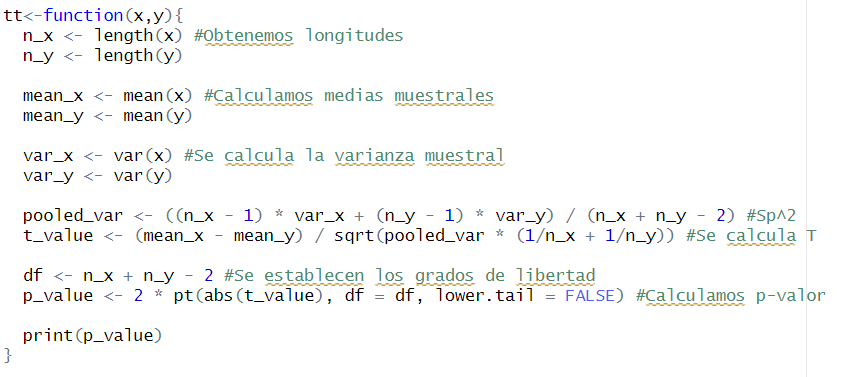 tt<-function(x,y){
  n_x <- length(x) #Obtenemos longitudes
  n_y <- length(y)

  mean_x <- mean(x) #Calculamos medias muestrales
  mean_y <- mean(y)

  var_x <- var(x) #Se calcula la varianza muestral
  var_y <- var(y)

  pooled_var <- ((n_x - 1) * var_x + (n_y - 1) * var_y) / (n_x + n_y - 2) #Sp^2
  t_value <- (mean_x - mean_y) / sqrt(pooled_var * (1/n_x + 1/n_y)) #Se calcula T

  df <- n_x + n_y - 2 #Se establecen los grados de libertad
  p_value <- 2 * pt(abs(t_value), df = df, lower.tail = FALSE) #Calculamos p-valor

  print(p_value)
}